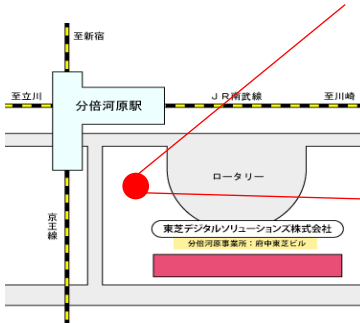 至新宿
至立川
分倍河原駅
JR南武線
至川崎
ロータリー
京王線
東芝デジタルソリューションズ株式会社
分倍河原事業所：府中東芝ビル